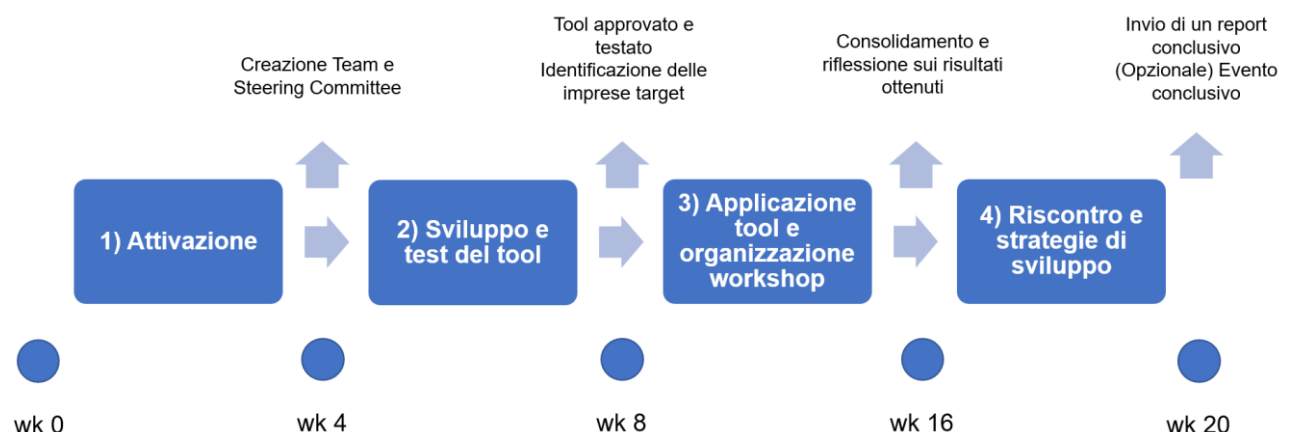 Creazione Team e
Steering Committee
Tool approvato e
testato
Identificazione delle
imprese target
Consolidamento e
riflessione sui risultati
ottenuti
Invio di un report
conclusivo
(Opzionale) Evento
conclusivo
1) Attivazione
2) Sviluppo e
test del tool
3) Applicazione
tool e
organizzazione
workshop
4) Riscontro e
strategie di
sviluppo
wk 0
wk 4
wk 8
wk 16
wk 20